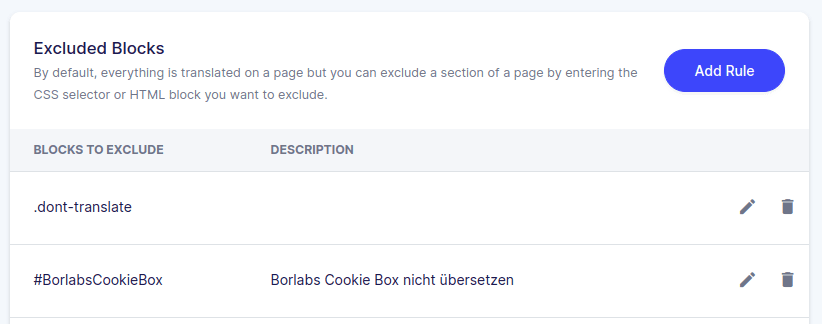 Excluded Blocks
By default, everything is translated on a page but you can exclude a section of a page by entering the
CSS selector or HTML block you want to exclude.
Add Rule
BLOCKS TO EXCLUDE DESCRIPTION
.dont-translate
#BorlabsCookieBox Borlabs Cookie Box nicht übersetzen